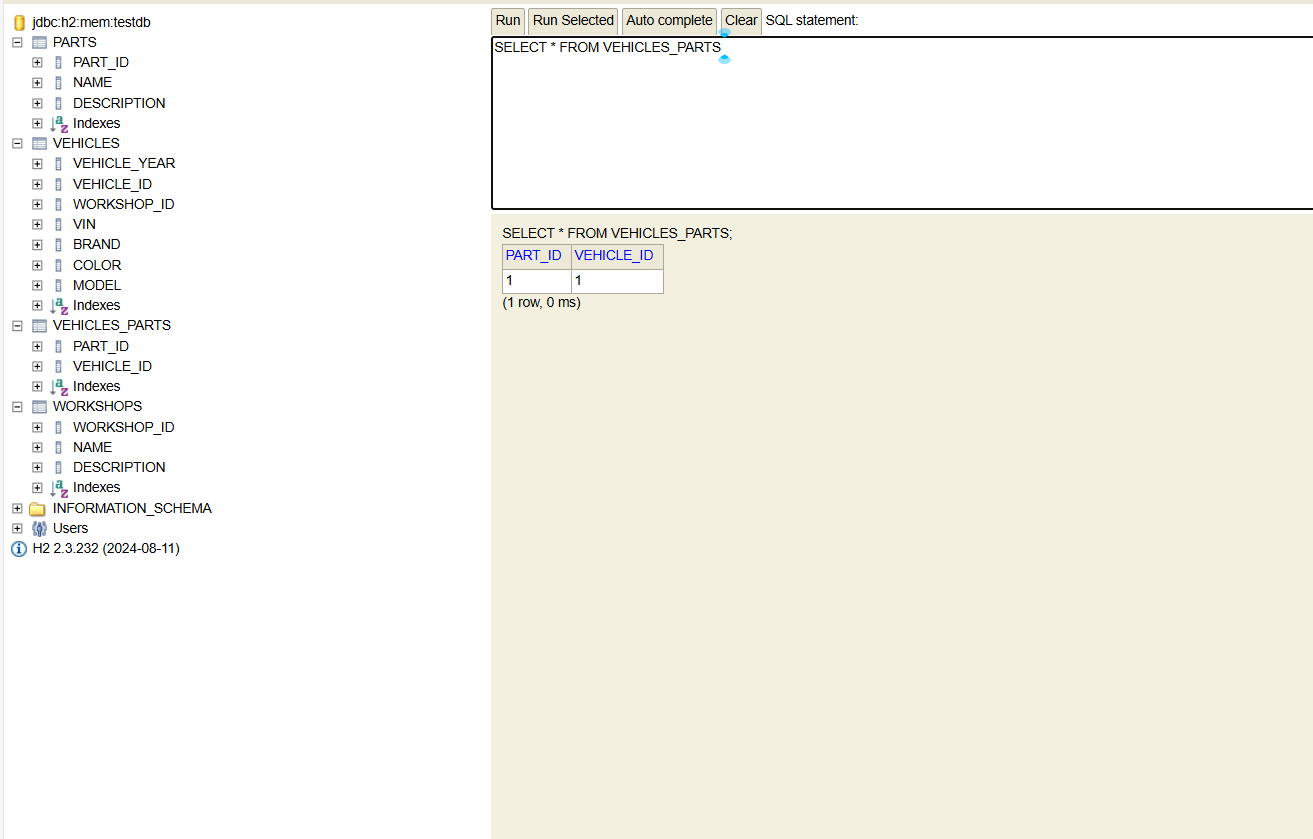 jdbc:h2:mem:testdb
PARTS
PART_ID
NAME
DESCRIPTION
Indexes
VEHICLES
VEHICLE_YEAR
VEHICLE_ID
WORKSHOP_ID
VIN
BRAND
COLOR
MODEL
Indexes
VEHICLES_PARTS
PART_ID
VEHICLE_ID
Indexes
WORKSHOPS
WORKSHOP_ID
NAME
DESCRIPTION
Indexes
INFORMATION_SCHEMA
Users
H2 2.3.232 (2024-08-11)
Run Run Selected Auto complete Clear SQL statement:
SELECT * FROM VEHICLES_PARTS
SELECT * FROM VEHICLES_PARTS;
PART_ID VEHICLE_ID
1 1
(1 row, 0 ms)